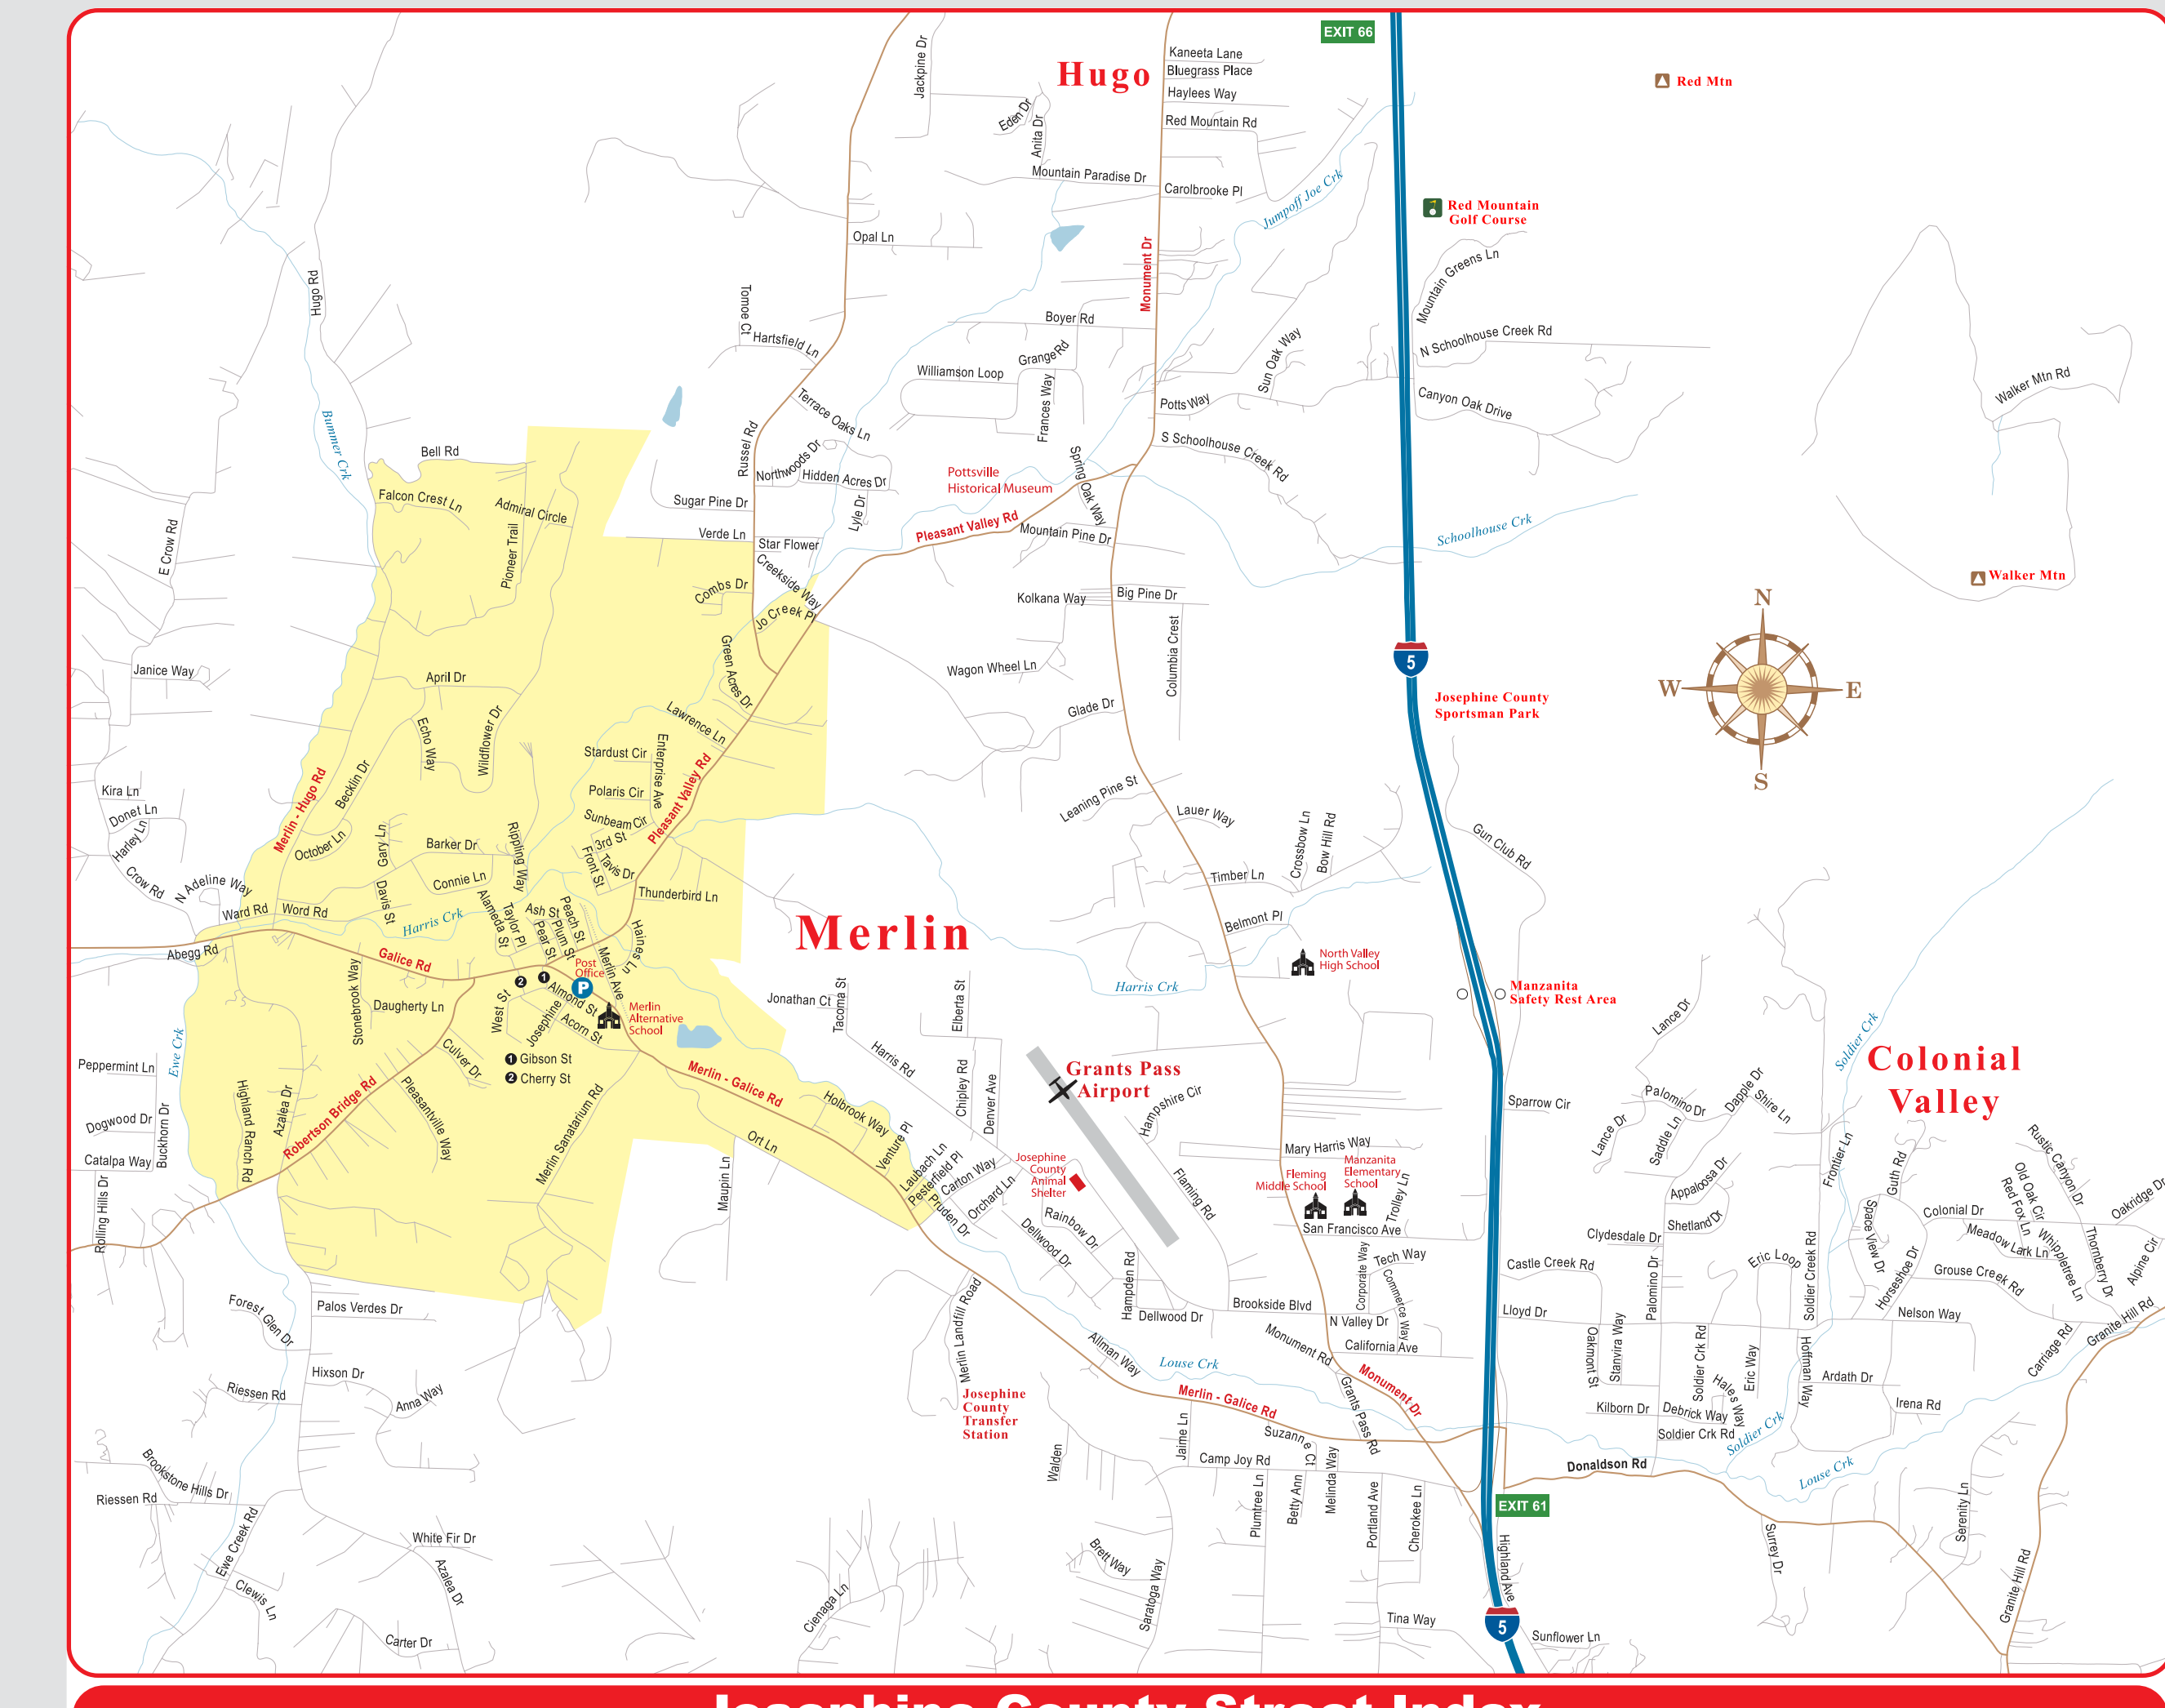 EXIT 66
Hugo
Kaneeta Lane
Bluegrass Place
Haylees Way
Red Mountain Rd
Jackpine Dr
Eden Dr
Anita Dr
Mountain Paradise Dr
Carolbrooke Pl
Jumpoff Joe Crk
Red Mtn
Red Mountain
Golf Course
Opal Ln
Monument Dr
Mountain Greens Ln
Hugo Rd
Tomoe Ct
Hartsfield Ln
Boyer Rd
Grange Rd
Williamson Loop
Frances Way
Sun Oak Way
N Schoolhouse Creek Rd
Canyon Oak Drive
Walker Mtn Rd
Potts Way
Terrace Oaks Ln
Bummer Crk
Russel Rd
Northwoods Dr
Hidden Acres Dr
Lyle Dr
S Schoolhouse Creek Rd
Spring Oak Way
Pottsville
Historical Museum
Bell Rd
Falcon Crest Ln
Admiral Circle
Pioneer Trail
Sugar Pine Dr
Verde Ln
Star Flower
Creekside Way
Pleasant Valley Rd
Mountain Pine Dr
Schoolhouse Crk
E Crow Rd
Combs Dr
Jo Creek Pl
Kolkana Way
Big Pine Dr
Columbia Crest
Walker Mtn
N
W
E
S
5
Janice Way
April Dr
Green Acres Dr
Lawrence Ln
Wagon Wheel Ln
Glade Dr
Josephine County
Sportsman Park
Echo Way
Wildflower Dr
Stardust Cir
Enterprise Ave
Polaris Cir
Sunbeam Cir
Pleasant Valley Rd
Becklin Dr
Merlin - Hugo Rd
Kira Ln
Donet Ln
Harley Ln
Crow Rd
October Ln
Gary Ln
Barker Dr
Rippling Way
3rd St
Front St
Tavis Dr
Thunderbird Ln
Leaning Pine St
Lauer Way
Crossbow Ln
Bow Hill Rd
Timber Ln
Gun Club Rd
N Adeline Way
Ward Rd
Word Rd
Davis St
Connie Ln
Harris Crk
Alameda St
Taylor Pl
Ash St
Pear St
Plum St
Peach St
Haines Ln
Merlin Ave
Merlin
Belmont Pl
North Valley
High School
Abegg Rd
Galice Rd
Stonebrook Way
Daugherty Ln
Post
Office
P
1
2
Almond St
West St
Josephine
Acorn St
Merlin
Alternative
School
1 Gibson St
2 Cherry St
Jonathan Ct
Tacoma St
Elberta St
Harris Crk
Manzanita
Safety Rest Area
Lance Dr
Soldier Crk
Colonial
Valley
Ewe Crk
Peppermint Ln
Dogwood Dr
Buckhorn Dr
Catalpa Way
Rolling Hills Dr
Highland Ranch Rd
Azalea Dr
Robertson Bridge Rd
Culver Dr
Pleasantville Way
Merlin Sanatarium Rd
Merlin - Galice Rd
Harris Rd
Chipley Rd
Denver Ave
Grants Pass
Airport
Hampshire Cir
Holbrook Way
Venture Pl
Ort Ln
Maupin Ln
Laubach Ln
Pesterfield Pl
Carton Way
Pruden Dr
Orchard Ln
Josephine
County
Animal
Shelter
Rainbow Dr
Dellwood Dr
Flaming Rd
Mary Harris Way
Fleming
Middle School
Manzanita
Elementary
School
Trolley Ln
San Francisco Ave
Sparrow Cir
Lance Dr
Palomino Dr
Saddle Ln
Dapple Dr
Shire Ln
Appaloosa Dr
Shetland Dr
Clydesdale Dr
Frontier Ln
Guth Rd
Space View Dr
Rustic Canyon Dr
Old Oak Cir
Red Fox Ln
Colonial Dr
Oakridge Dr
Meadow Lark Ln
Whippletree Ln
Thornberry Dr
Alpine Cir
Corporate Way
Tech Way
Commerce Way
Castle Creek Rd
Palomino Dr
Eric Loop
Soldier Creek Rd
Horseshoe Dr
Grouse Creek Rd
Hampden Rd
Dellwood Dr
Brookside Blvd
N Valley Dr
California Ave
Lloyd Dr
Nelson Way
Granite Hill Rd
Carriage Rd
Forest Glen Dr
Palos Verdes Dr
Merlin Landfill Road
Allman Way
Louse Crk
Monument Rd
Monument Dr
Oakmont St
Stanvira Way
Soldier Crk Rd
Eric Way
Hales Way
Hoffman Way
Ardath Dr
Irena Rd
Riessen Rd
Hixson Dr
Anna Way
Josephine
County
Transfer
Station
Merlin - Galice Rd
Grants Pass Rd
Kilborn Dr
Debrick Way
Soldier Crk Rd
Soldier Crk
Louse Crk
Walden
Jaime Ln
Suzanne Ct
Camp Joy Rd
Plumtree Ln
Betty Ann
Melinda Way
Portland Ave
Cherokee Ln
Donaldson Rd
EXIT 61
Brookstone Hills Dr
Riessen Rd
Ewe Creek Rd
Clewis Ln
White Fir Dr
Azalea Dr
Carter Dr
Cienaga Ln
Brett Way
Saratoga Way
Tina Way
Highland Ave
5
Sunflower Ln
Surrey Dr
Serenity Ln
Granite Hill Rd
Josephine County Street Index